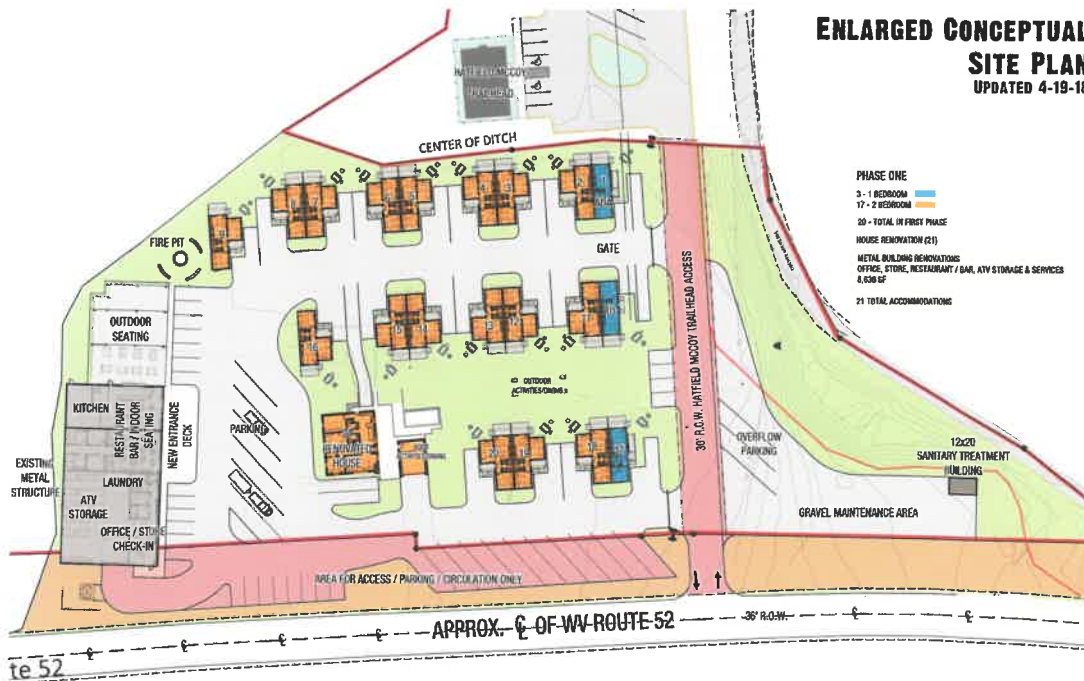 ENLARGED CONCEPTUAL
SITE PLAN
UPDATED 4-19-18
HATFIELD MCCOY
TRAILHEAD
CENTER OF DITCH
PHASE ONE
3 - 1 BEDROOM
17 - 2 BEDROOM
20 - TOTAL IN FIRST PHASE
HOUSE RENOVATION (21)
METAL BUILDING RENOVATIONS
OFFICE, STORE, RESTAURANT / BAR, ATV STORAGE & SERVICES
8,636 SF
21 TOTAL ACCOMMODATIONS
FIRE PIT
GATE
30' R.O.W. HATFIELD MCCOY TRAILHEAD ACCESS
OUTDOOR
SEATING
KITCHEN
RESTAURANT
BAR / INDOOR
SEATING
NEW ENTRANCE
DECK
PARKING
OUTDOOR
RENOVATED
HOUSE
OVERFLOW
PARKING
12x20
SANITARY TREATMENT
BUILDING
EXISTING
METAL
STRUCTURE
LAUNDRY
ATV
STORAGE
OFFICE / STORE
CHECK-IN
GRAVEL MAINTENANCE AREA
AREA FOR ACCESS / PARKING / CIRCULATION ONLY
APPROX. ℄ OF WV ROUTE 52
36' R.O.W.
te 52